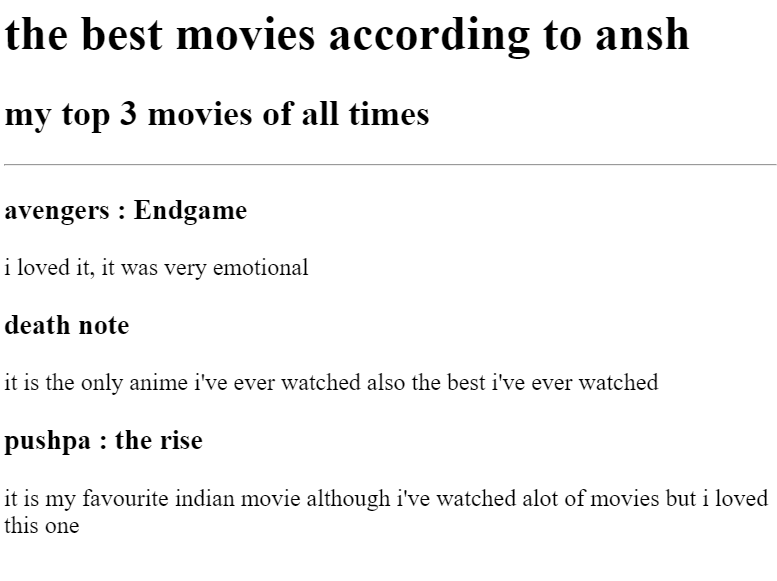 the best movies according to ansh
my top 3 movies of all times
avengers : Endgame
i loved it, it was very emotional
death note
it is the only anime i've ever watched also the best i've ever watched
pushpa : the rise
it is my favourite indian movie although i've watched alot of movies but i loved
this one